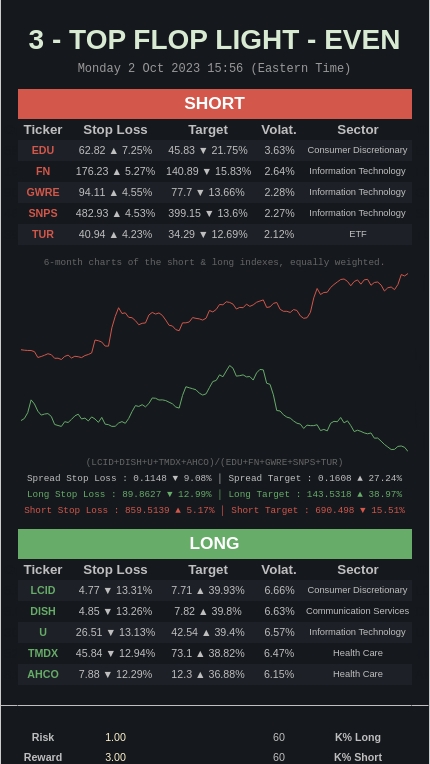 3 - TOP FLOP LIGHT - EVEN
Monday 2 Oct 2023 15:56 (Eastern Time)
SHORT
Ticker Stop Loss Target Volat. Sector
EDU 62.82 ▲ 7.25% 45.83 ▼ 21.75% 3.63% Consumer Discretionary
FN 176.23 ▲ 5.27% 140.89 ▼ 15.83% 2.64% Information Technology
GWRE 94.11 ▲ 4.55% 77.7 ▼ 13.66% 2.28% Information Technology
SNPS 482.93 ▲ 4.53% 399.15 ▼ 13.6% 2.27% Information Technology
TUR 40.94 ▲ 4.23% 34.29 ▼ 12.69% 2.12% ETF
6-month charts of the short & long indexes, equally weighted.
(LCID+DISH+U+TMDX+AHCO)/(EDU+FN+GWRE+SNPS+TUR)
Spread Stop Loss : 0.1148 ▼ 9.08% | Spread Target : 0.1608 ▲ 27.24%
Long Stop Loss : 89.8627 ▼ 12.99% | Long Target : 143.5318 ▲ 38.97%
Short Stop Loss : 859.5139 ▲ 5.17% | Short Target : 690.498 ▼ 15.51%
LONG
Ticker Stop Loss Target Volat. Sector
LCID 4.77 ▼ 13.31% 7.71 ▲ 39.93% 6.66% Consumer Discretionary
DISH 4.85 ▼ 13.26% 7.82 ▲ 39.8% 6.63% Communication Services
U 26.51 ▼ 13.13% 42.54 ▲ 39.4% 6.57% Information Technology
TMDX 45.84 ▼ 12.94% 73.1 ▲ 38.82% 6.47% Health Care
AHCO 7.88 ▼ 12.29% 12.3 ▲ 36.88% 6.15% Health Care
Risk 1.00 60 K% Long
Reward 3.00 60 K% Short